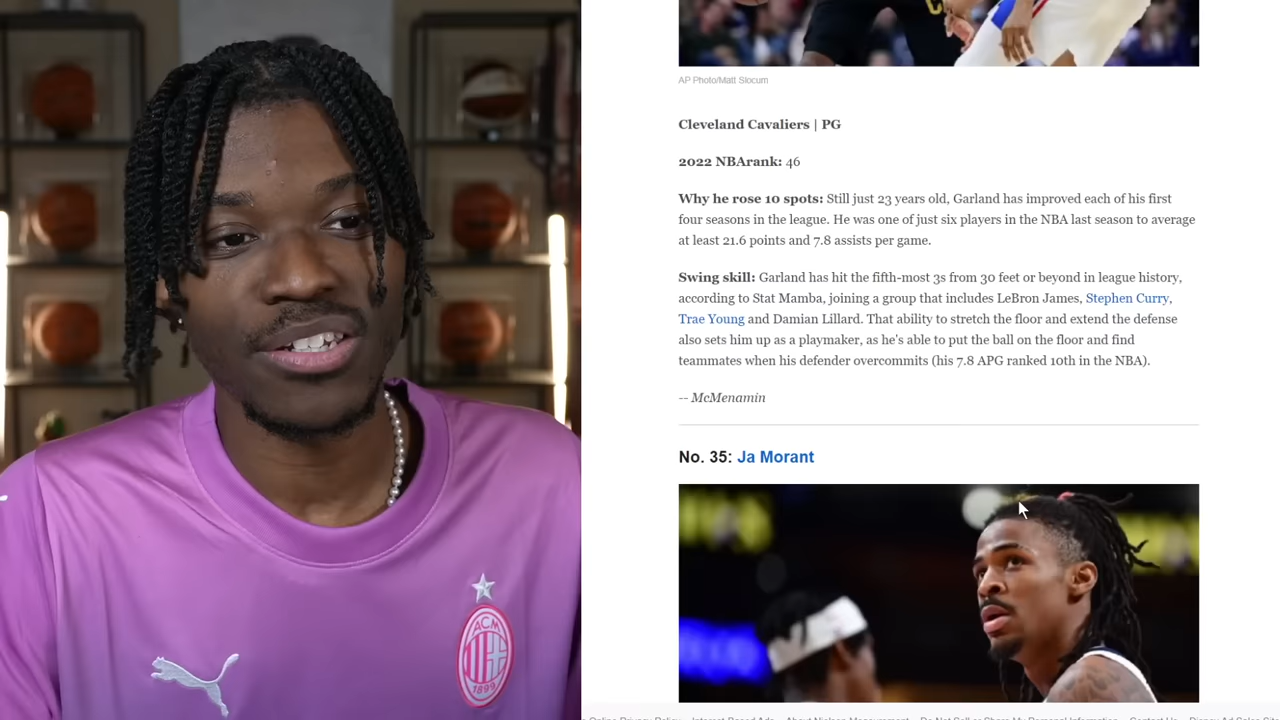 AP Photo/Matt Slocum
Cleveland Cavaliers | PG
2022 NBArank: 46
Why he rose 10 spots: Still just 23 years old, Garland has improved each of his first
four seasons in the league. He was one of just six players in the NBA last season to average
at least 21.6 points and 7.8 assists per game.
Swing skill: Garland has hit the fifth-most 3s from 30 feet or beyond in league history,
according to Stat Mamba, joining a group that includes LeBron James, Stephen Curry,
Trae Young and Damian Lillard. That ability to stretch the floor and extend the defense
also sets him up as a playmaker, as he's able to put the ball on the floor and find
teammates when his defender overcommits (his 7.8 APG ranked 10th in the NBA).
-- McMenamin
No. 35: Ja Morant
ACM
1899